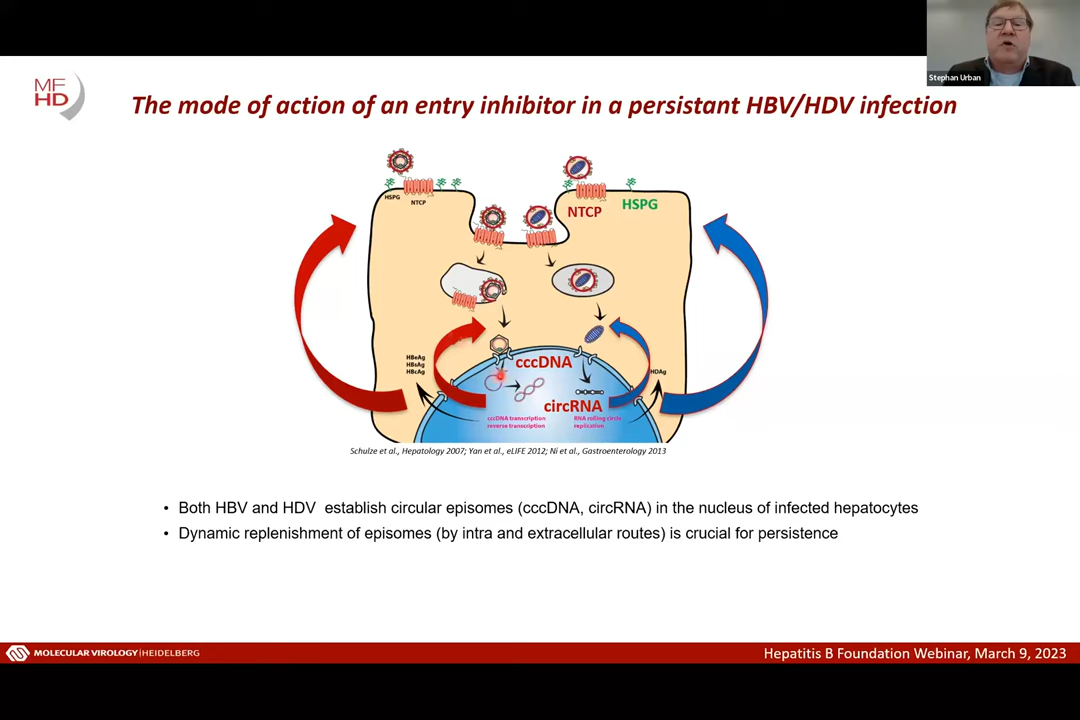 Stephan Urban
MF
HD
The mode of action of an entry inhibitor in a persistant HBV/HDV infection
HSPG
NTCP
NTCP
HSPG
HBeAg
HBsAg
HBcAg
cccDNA
HDAg
circRNA
cccDNA transcription
reverse transcription
RNA rolling circle
replication
Schulze et al., Hepatology 2007; Yan et al., eLIFE 2012; Ni et al., Gastroenterology 2013
• Both HBV and HDV establish circular episomes (cccDNA, circRNA) in the nucleus of infected hepatocytes
• Dynamic replenishment of episomes (by intra and extracellular routes) is crucial for persistence
MOLECULAR VIROLOGY | HEIDELBERG
Hepatitis B Foundation Webinar, March 9, 2023